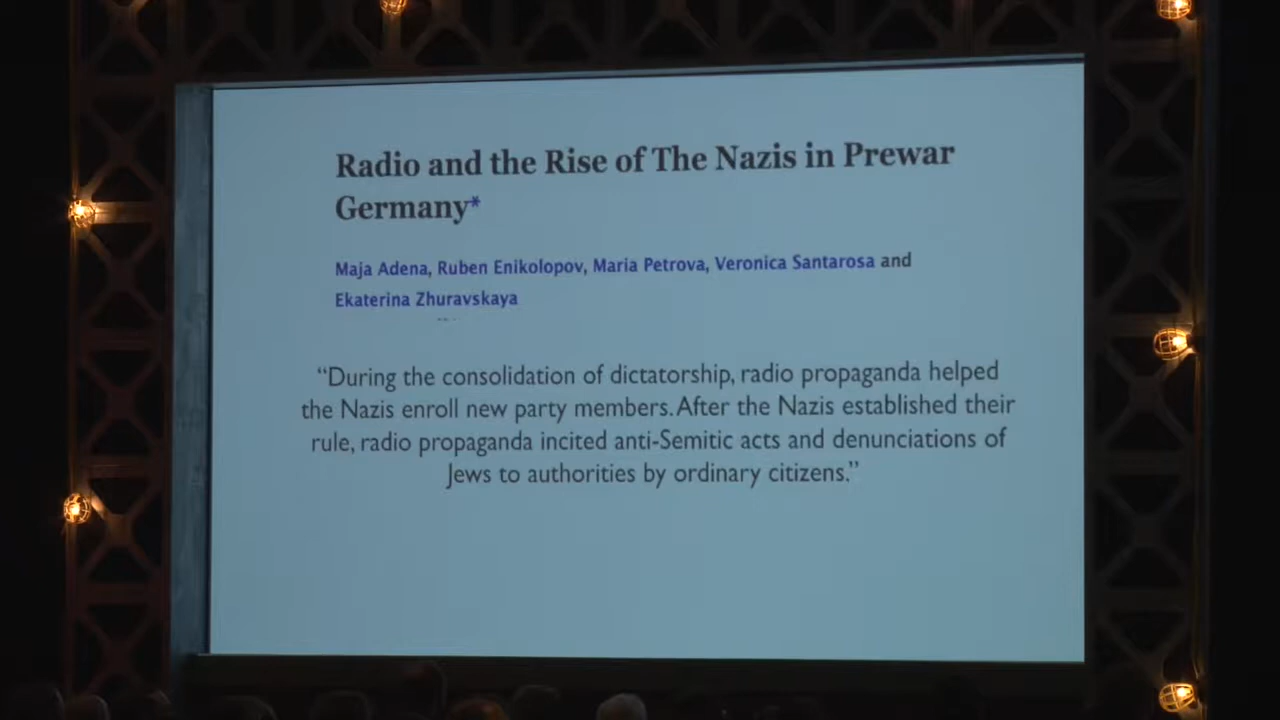 Radio and the Rise of The Nazis in Prewar
Germany*
Maja Adena, Ruben Enikolopov, Maria Petrova, Veronica Santarosa and
Ekaterina Zhuravskaya
“During the consolidation of dictatorship, radio propaganda helped
the Nazis enroll new party members. After the Nazis established their
rule, radio propaganda incited anti-Semitic acts and denunciations of
Jews to authorities by ordinary citizens.”